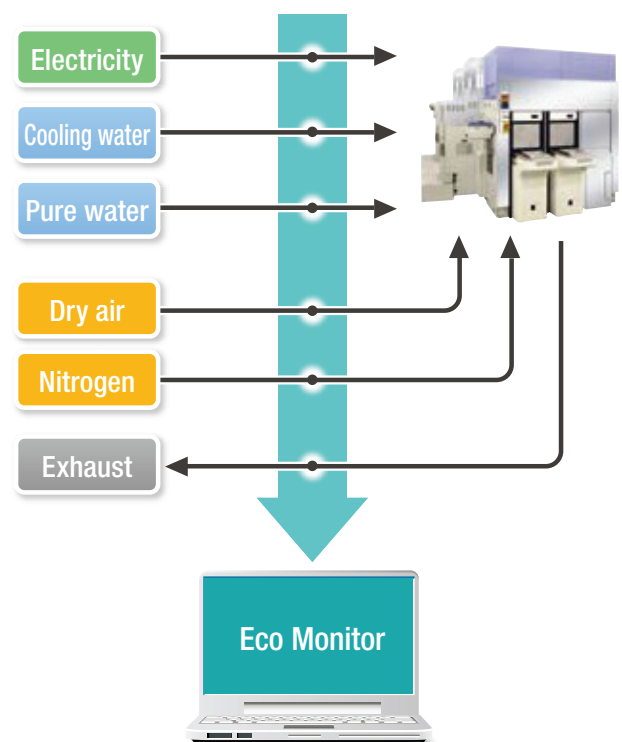 Electricity
Cooling water
Pure water
Dry air
Nitrogen
Exhaust
Eco Monitor